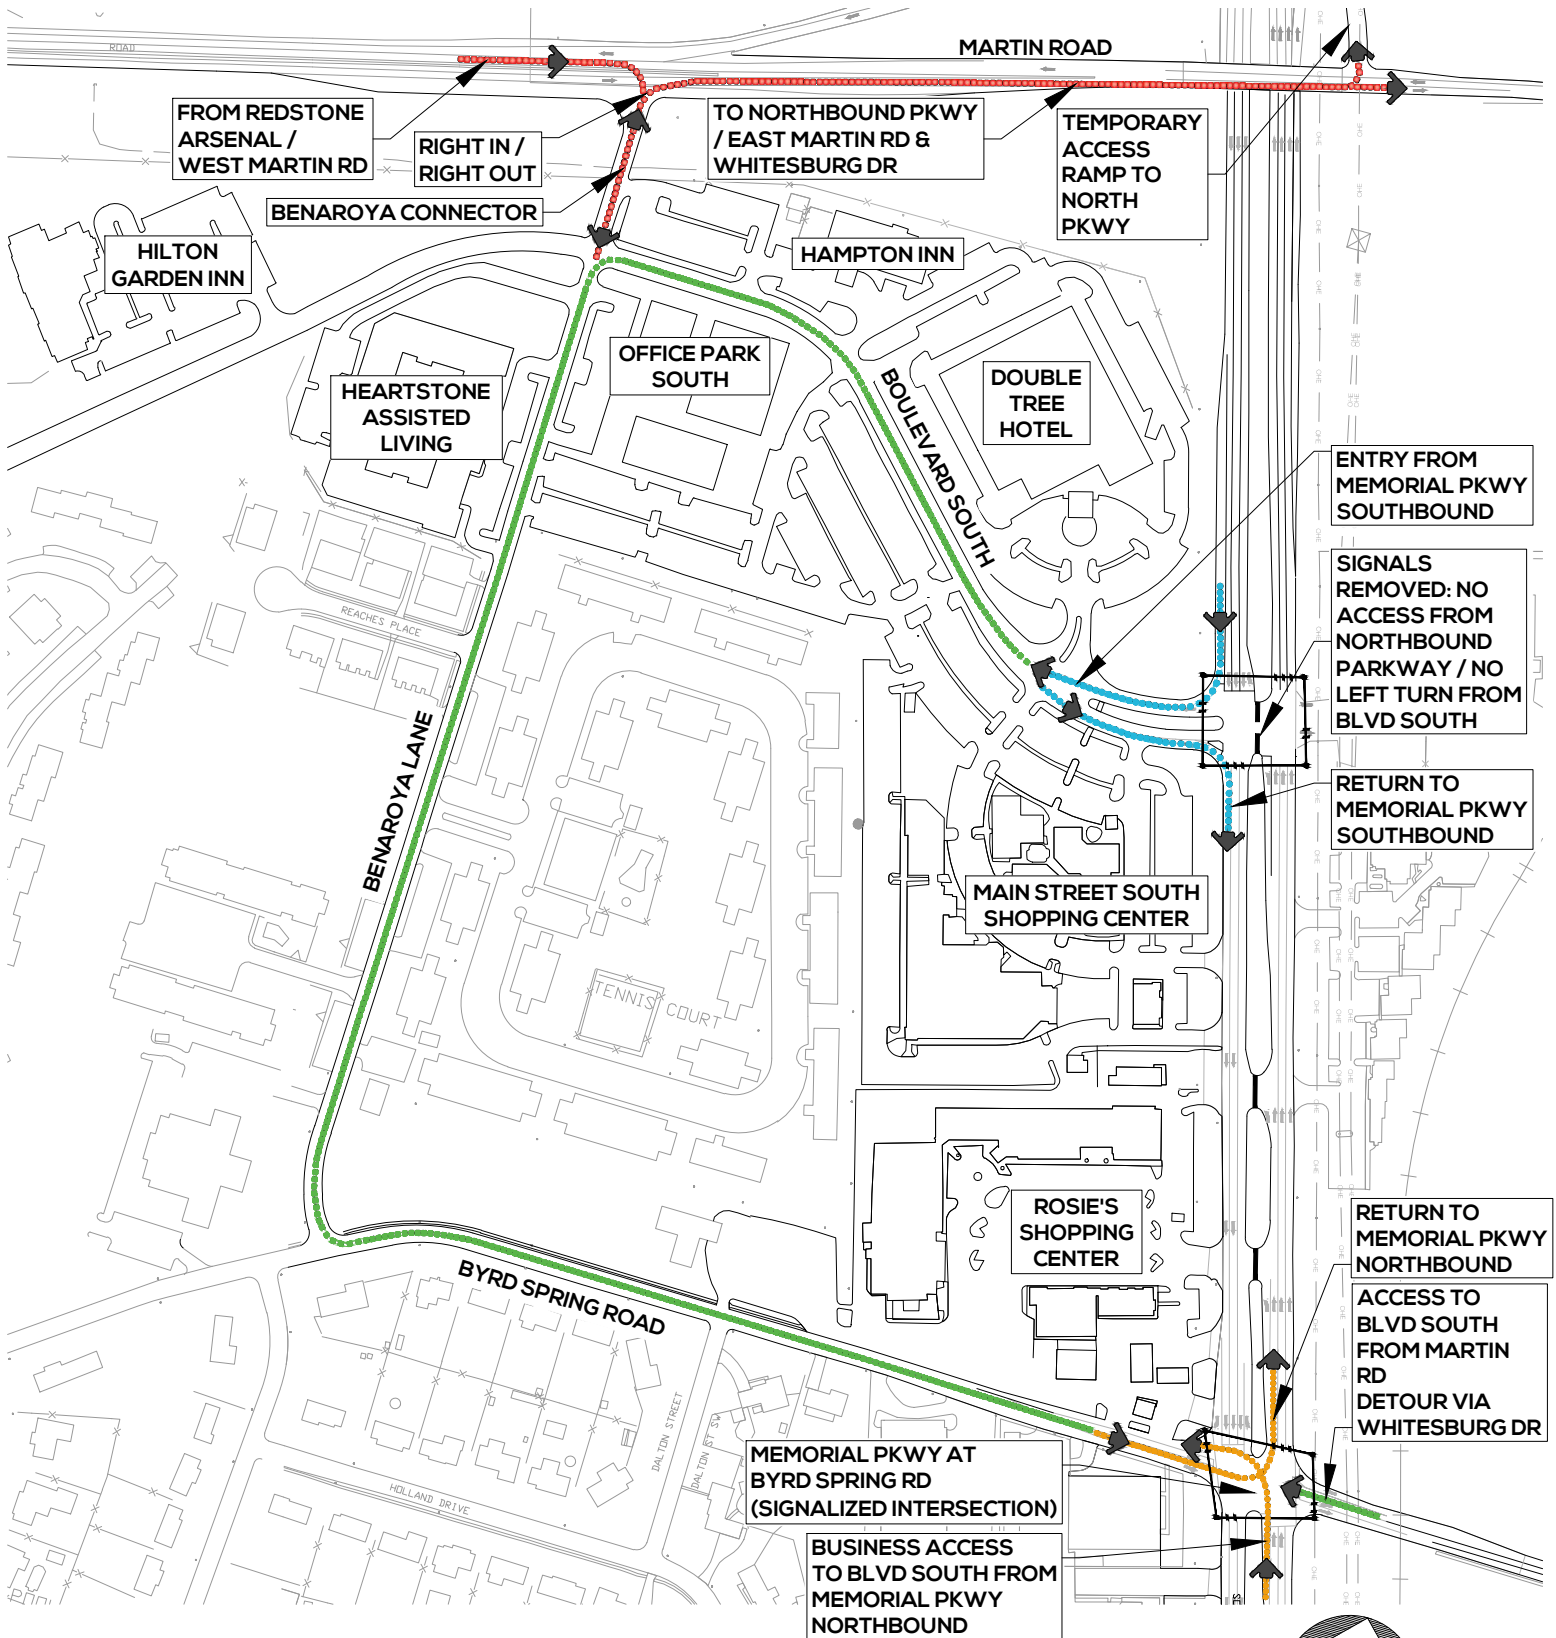 ROAD
MARTIN ROAD
FROM REDSTONE
ARSENAL /
WEST MARTIN RD
RIGHT IN /
RIGHT OUT
TO NORTHBOUND PKWY
/ EAST MARTIN RD &
WHITESBURG DR
TEMPORARY
ACCESS
RAMP TO
NORTH
PKWY
BENAROYA CONNECTOR
HILTON
GARDEN INN
HAMPTON INN
OFFICE PARK
SOUTH
HEARTSTONE
ASSISTED
LIVING
DOUBLE
TREE
HOTEL
BOULEVARD SOUTH
ENTRY FROM
MEMORIAL PKWY
SOUTHBOUND
SIGNALS
REMOVED: NO
ACCESS FROM
NORTHBOUND
PARKWAY / NO
LEFT TURN FROM
BLVD SOUTH
REACHES PLACE
RETURN TO
MEMORIAL PKWY
SOUTHBOUND
BENAROYA LANE
MAIN STREET SOUTH
SHOPPING CENTER
TENNIS COURT
ROSIE'S
SHOPPING
CENTER
RETURN TO
MEMORIAL PKWY
NORTHBOUND
BYRD SPRING ROAD
ACCESS TO
BLVD SOUTH
FROM MARTIN
RD
DETOUR VIA
WHITESBURG DR
DALTON STREET
DALTON ST SW
HOLLAND DRIVE
MEMORIAL PKWY AT
BYRD SPRING RD
(SIGNALIZED INTERSECTION)
BUSINESS ACCESS
TO BLVD SOUTH FROM
MEMORIAL PKWY
NORTHBOUND